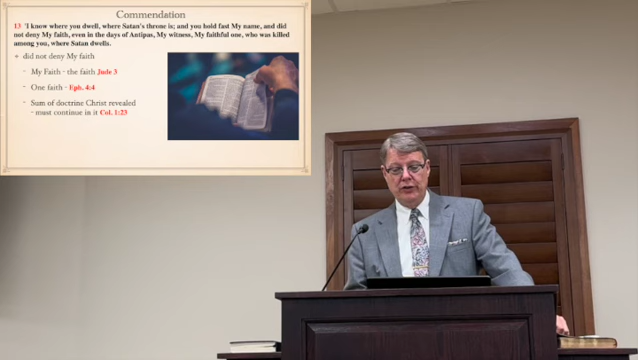 Commendation
13 'I know where you dwell, where Satan's throne is; and you hold fast My name, and did
not deny My faith, even in the days of Antipas, My witness, My faithful one, who was killed
among you, where Satan dwells.
+ did not deny My faith
- My Faith - the faith Jude 3
- One faith - Eph. 4:4
- Sum of doctrine Christ revealed
- must continue in it Col. 1:23